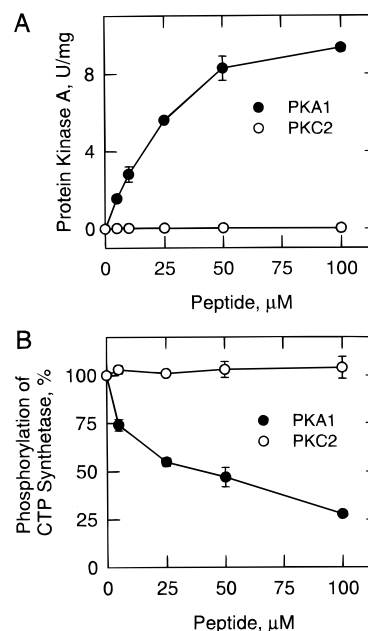 A
Protein Kinase A, U/mg
8
4
0
PKA1
PKC2
0 25 50 75 100
Peptide, μM
B
Phosphorylation of
CTP Synthetase, %
100
75
50
25
0
PKA1
PKC2
0 25 50 75 100
Peptide, μM